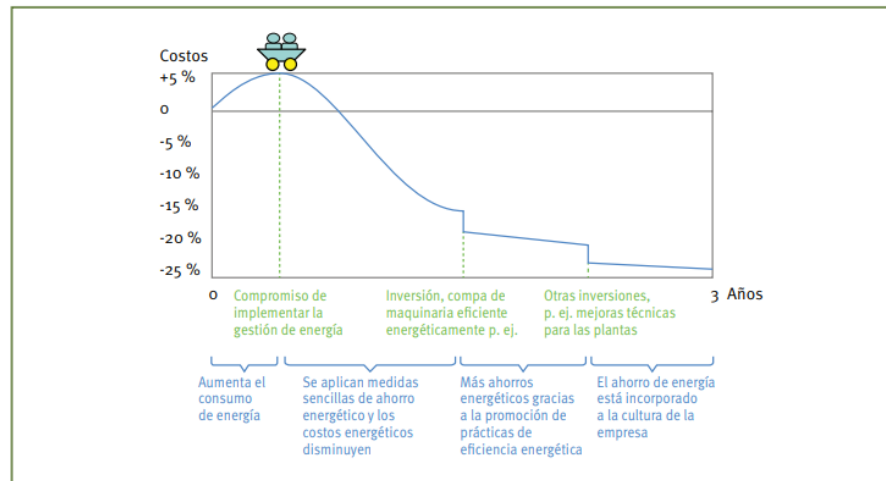 Costos
+5 %
0
-5 %
-10 %
-15 %
-20 %
-25 %
0
3 Años
Compromiso de
implementar la
gestión de energía
Inversión, compa de
maquinaria eficiente
energéticamente p. ej.
Otras inversiones,
p. ej. mejoras técnicas
para las plantas
Aumenta el
consumo
de energía
Se aplican medidas
sencillas de ahorro
energético y los
costos energéticos
disminuyen
Más ahorros
energéticos gracias
a la promoción de
prácticas de
eficiencia energética
El ahorro de energía
está incorporado
a la cultura de la
empresa